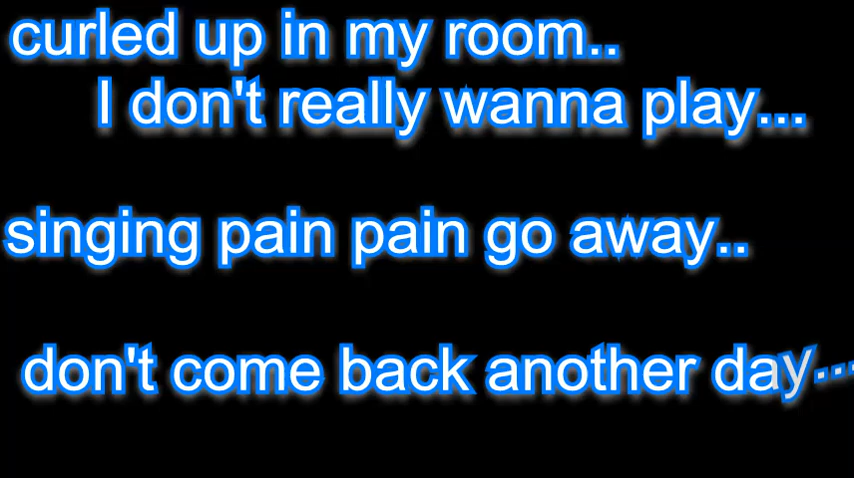 curled up in my room..
I don't really wanna play...
singing pain pain go away..
don't come back another day...